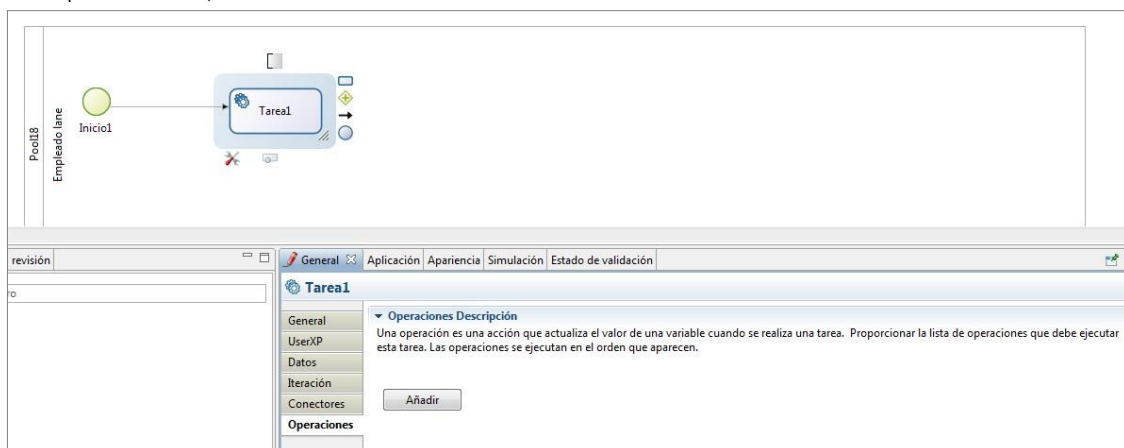 Pool18
Empleado lane
Inicio1
Tarea1
revisión
General Aplicación Apariencia Simulación Estado de validación
Tarea1
General
UserXP
Datos
Iteración
Conectores
Operaciones
Operaciones Descripción
Una operación es una acción que actualiza el valor de una variable cuando se realiza una tarea. Proporcionar la lista de operaciones que debe ejecutar
esta tarea. Las operaciones se ejecutan en el orden que aparecen.
Añadir